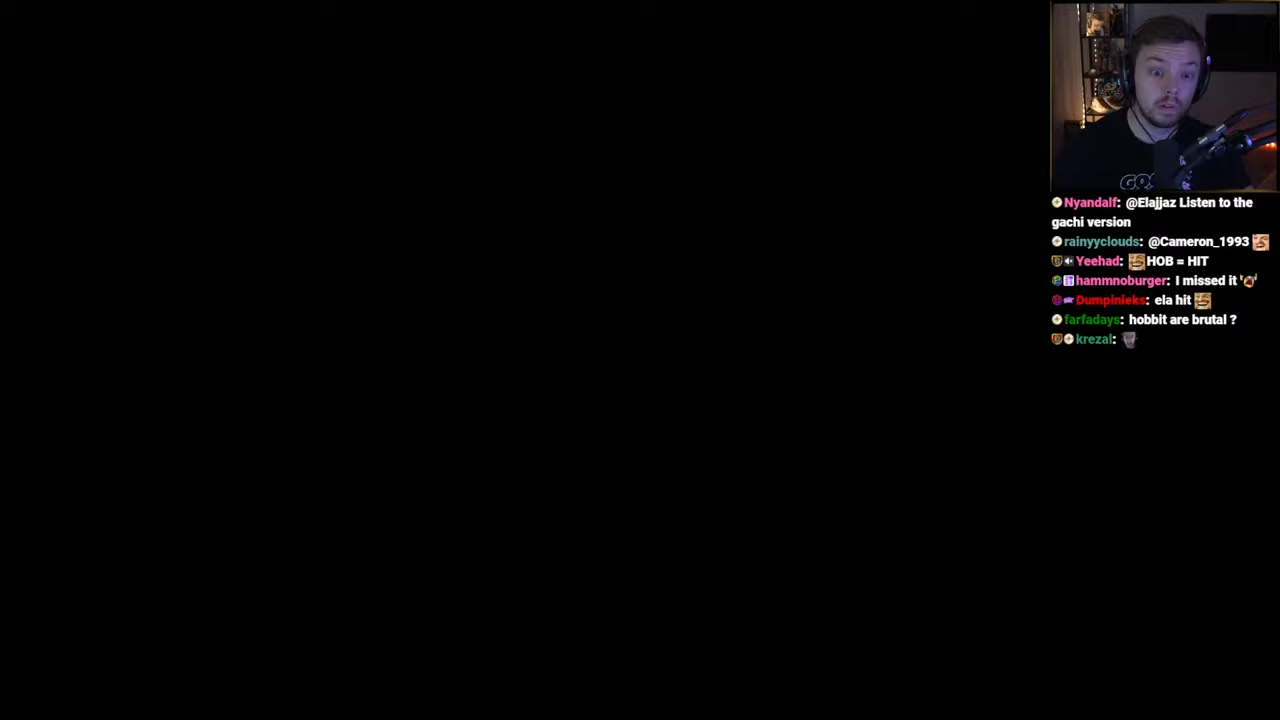 Nyandalf: @Elajjaz Listen to the
gachi version
rainyyclouds: @Cameron_1993
Yeehad: HOB = HIT
hammnoburger: I missed it
Dumpinieks: ela hit
farfadays: hobbit are brutal ?
krezal: